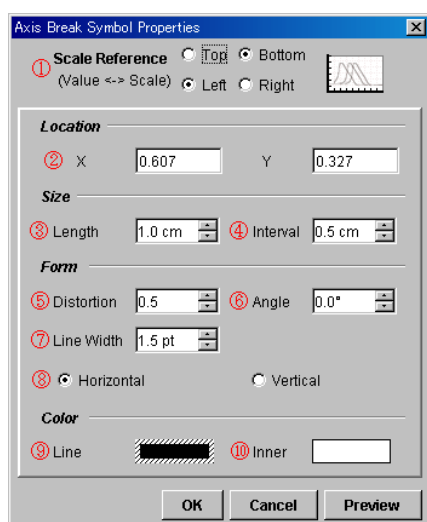 Axis Break Symbol Properties
① Scale Reference Top Bottom
(Value <-> Scale) Left Right
Location
② X 0.607 Y 0.327
Size
③ Length 1.0 cm ④ Interval 0.5 cm
Form
⑤ Distortion 0.5 ⑥ Angle 0.0°
⑦ Line Width 1.5 pt
⑧ Horizontal Vertical
Color
⑨ Line ⑩ Inner
OK Cancel Preview